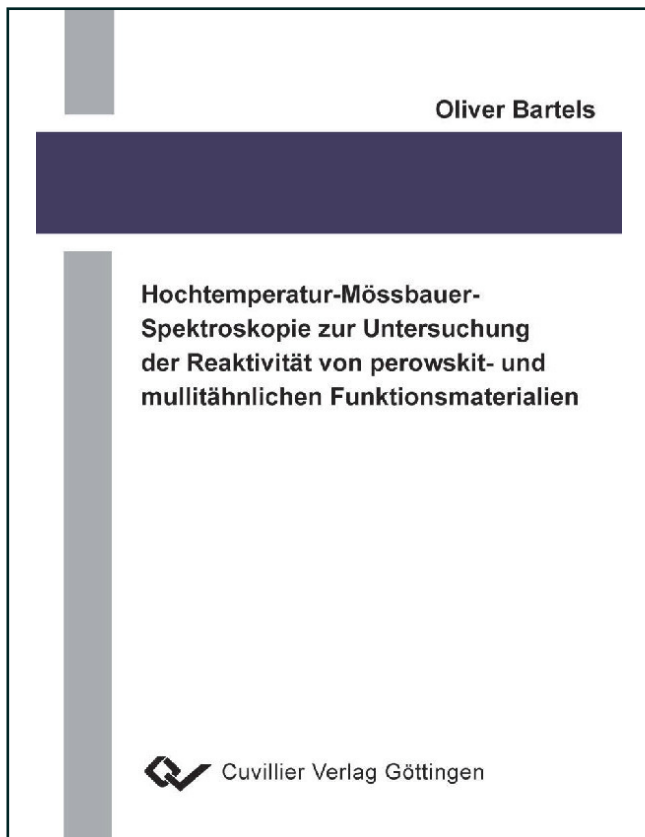 Oliver Bartels
Hochtemperatur-Mössbauer-
Spektroskopie zur Untersuchung
der Reaktivität von perowskit- und
mullitähnlichen Funktionsmaterialien
Cuvillier Verlag Göttingen